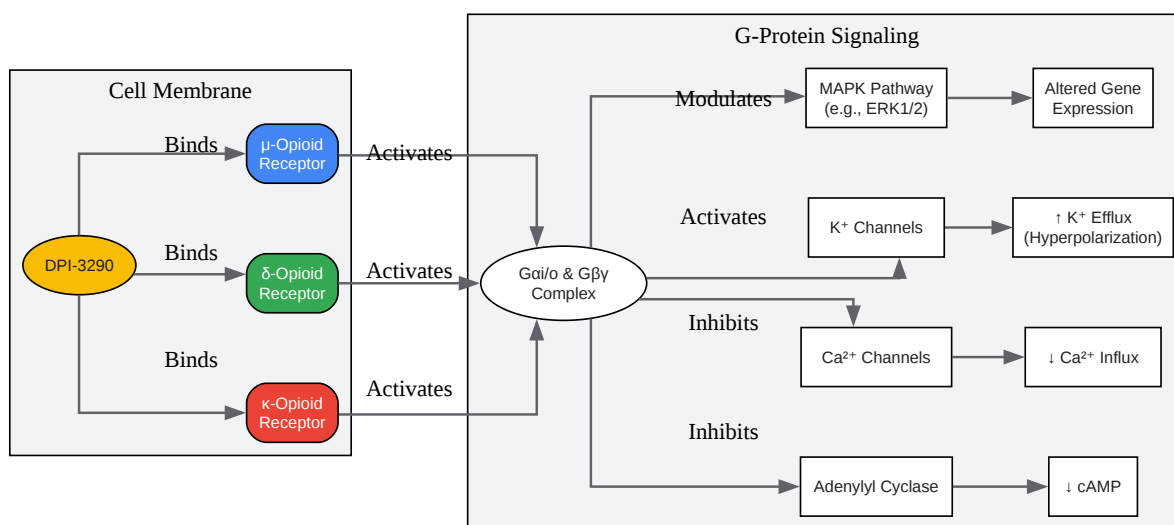 G-Protein Signaling
Cell Membrane
MAPK Pathway
(e.g., ERK1/2)
Altered Gene
Expression
Modulates
Binds
μ-Opioid
Receptor
Activates
Activates
K⁺ Channels
↑ K⁺ Efflux
(Hyperpolarization)
DPI-3290
Binds
δ-Opioid
Receptor
Activates
Gαi/o & Gβγ
Complex
Inhibits
Ca²⁺ Channels
↓ Ca²⁺ Influx
Binds
κ-Opioid
Receptor
Activates
Inhibits
Adenylyl Cyclase
↓ cAMP